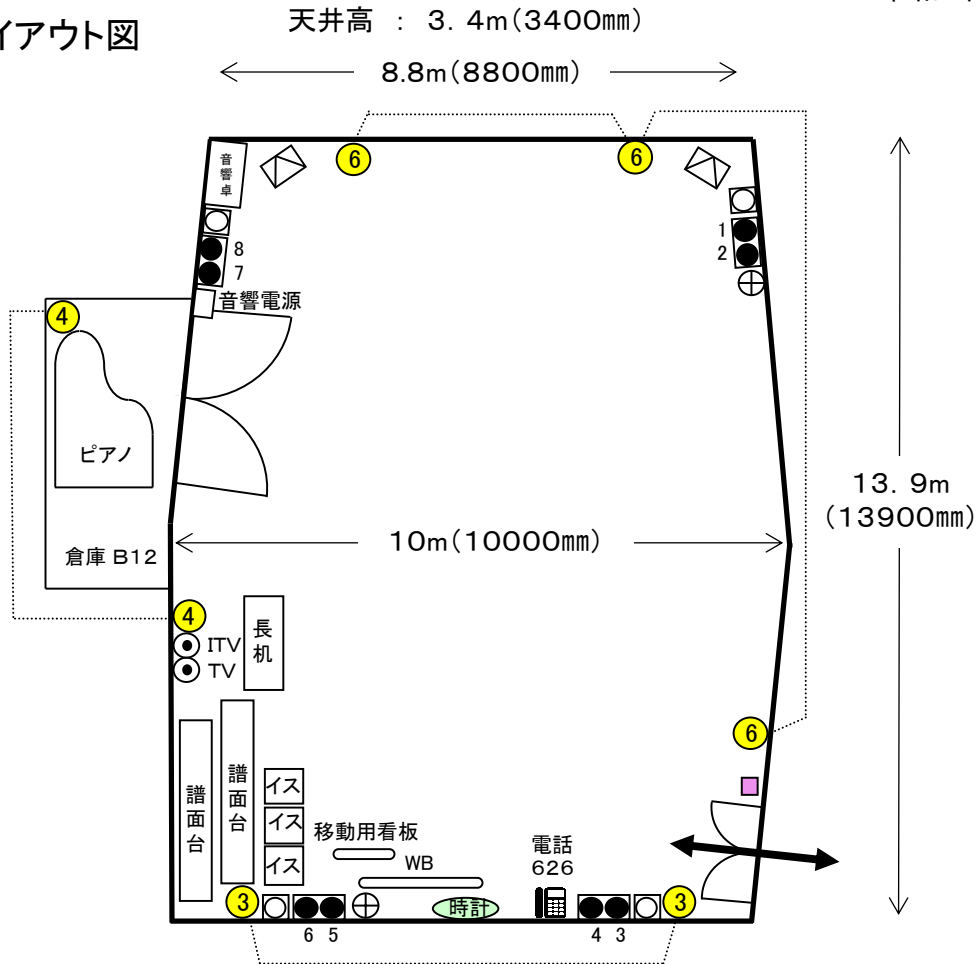 イアウト図
天井高 : 3.4m(3400㎜)
8.8m(8800㎜)
6
6
音響卓
8
7
1
2
音響電源
4
ピアノ
倉庫 B12
13.9m
(13900㎜)
10m(10000㎜)
4
ITV
TV
長机
譜面台
譜面台
イス
イス
イス
移動用看板
WB
電話
626
6
3
時計
3
6 5
4 3